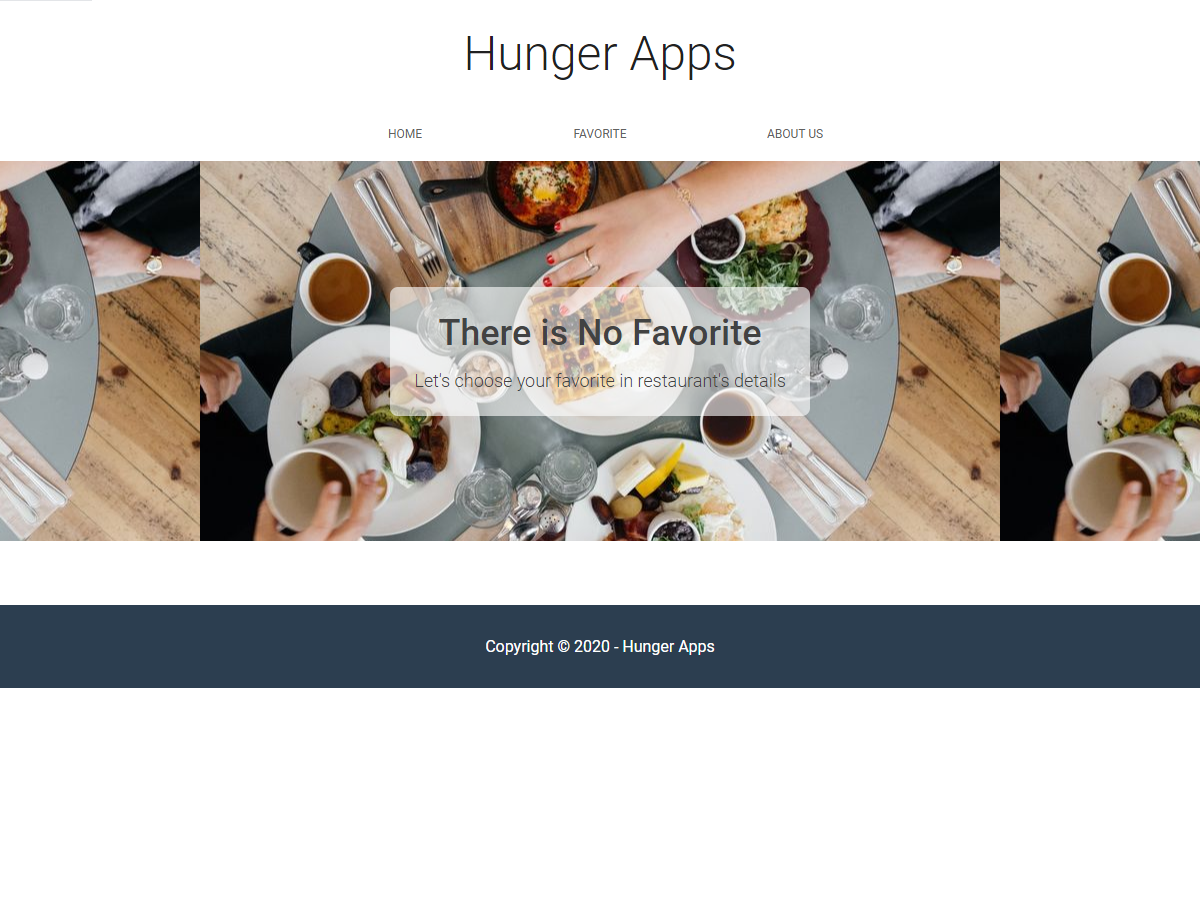 Hunger Apps
HOME FAVORITE ABOUT US
There is No Favorite
Let's choose your favorite in restaurant's details
Copyright © 2020 - Hunger Apps